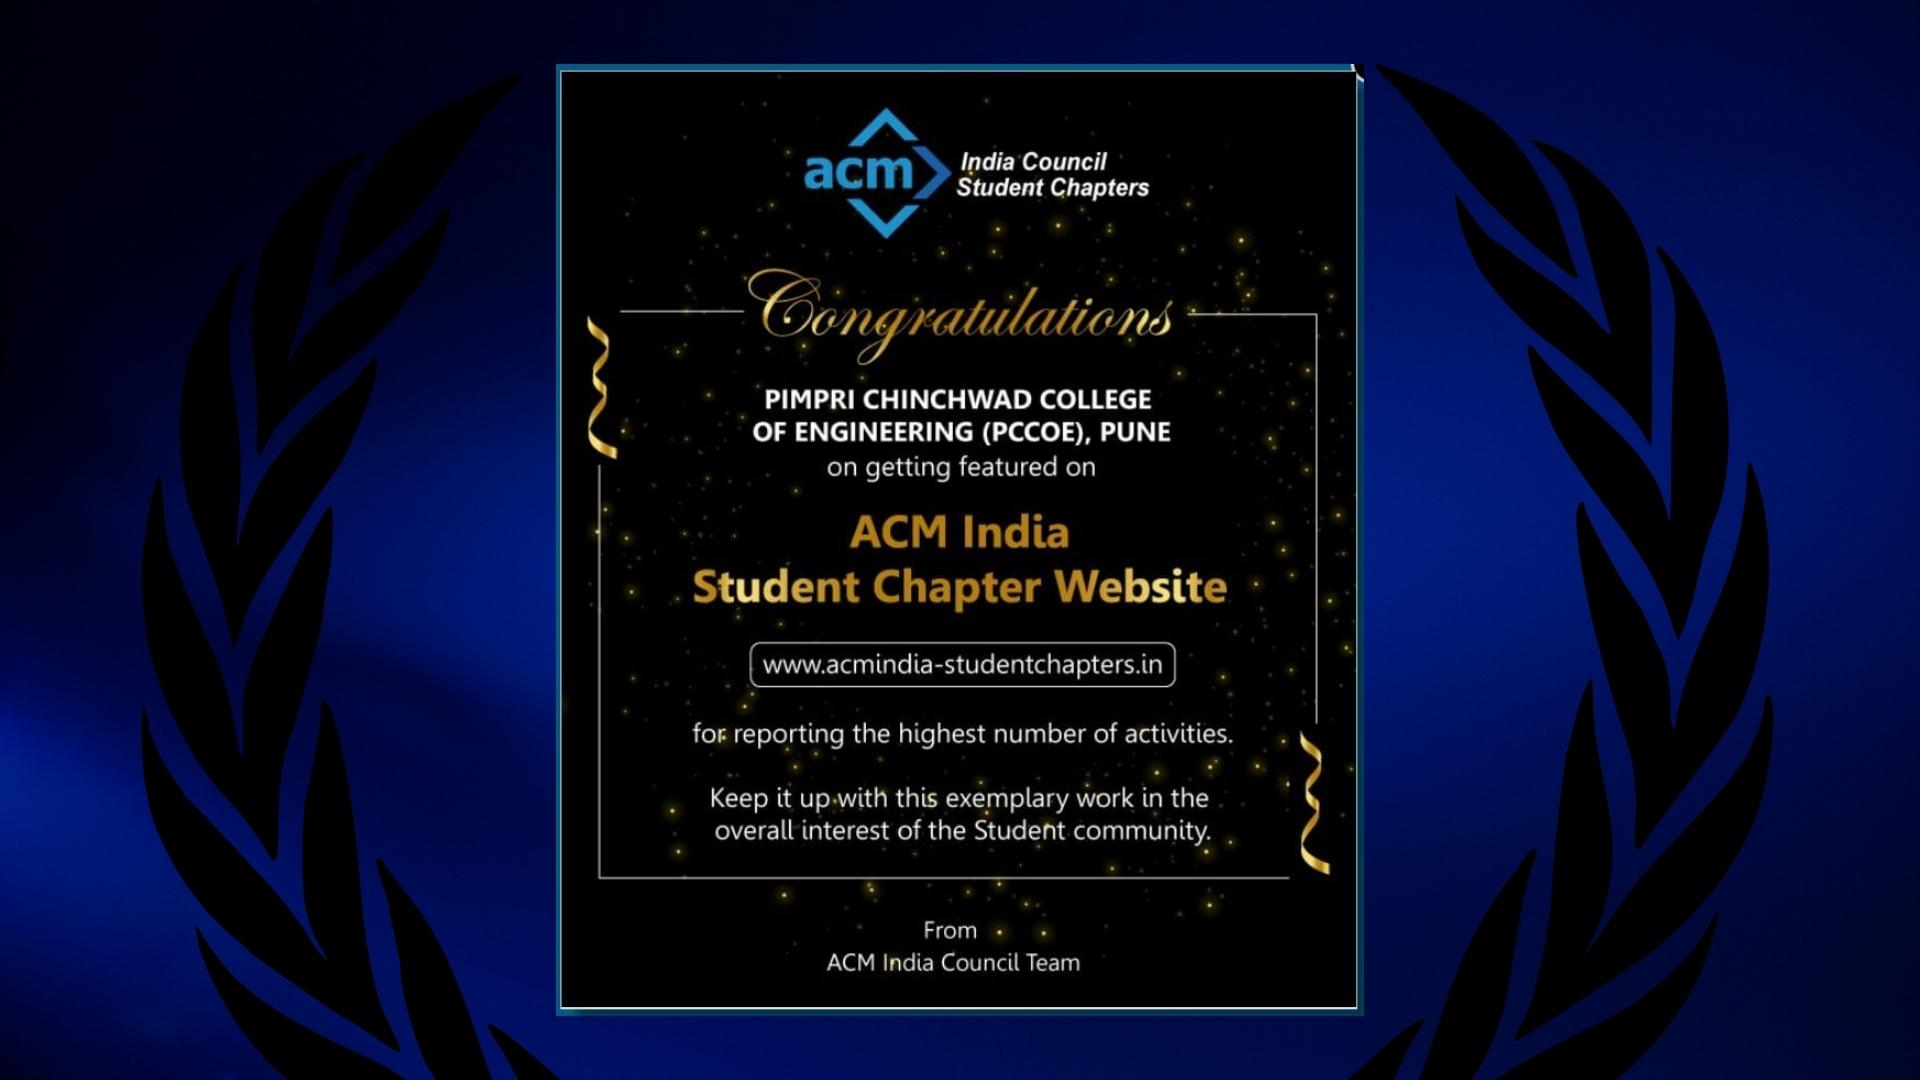 acm
India Council
Student Chapters
Congratulations
PIMPRI CHINCHWAD COLLEGE
OF ENGINEERING (PCCOE), PUNE
on getting featured on
ACM India
Student Chapter Website
www.acmindia-studentchapters.in
for reporting the highest number of activities.
Keep it up with this exemplary work in the
overall interest of the Student community.
From
ACM India Council Team